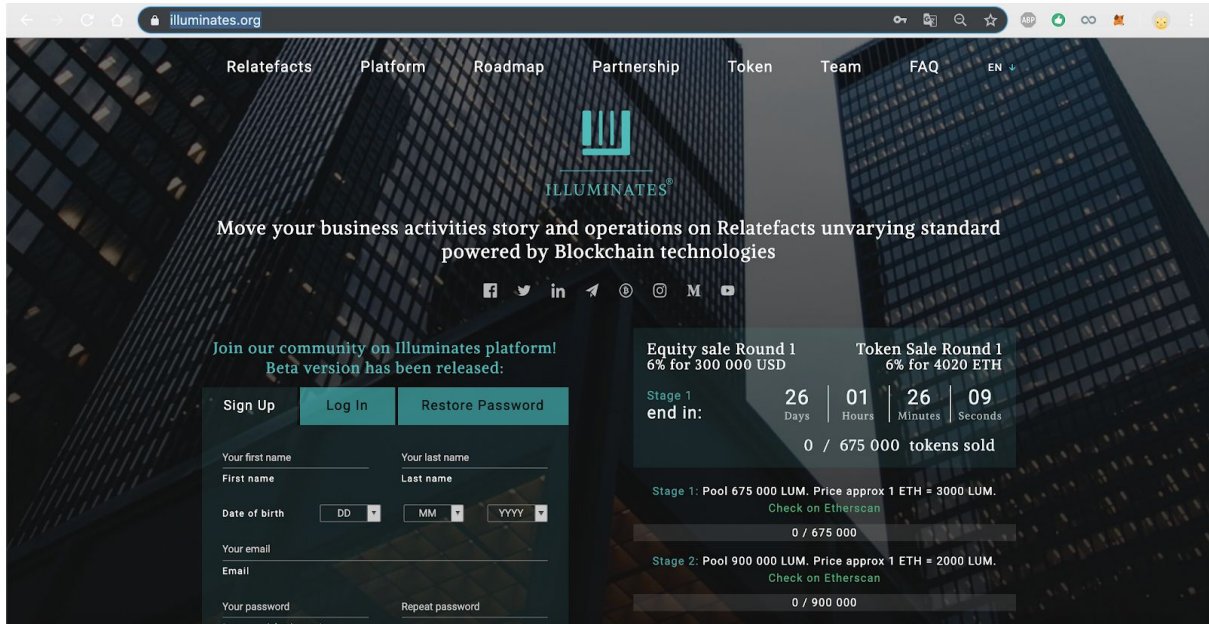 illuminates.org
ABP
Relatefacts Platform Roadmap Partnership Token Team FAQ EN
ILLUMINATES®
Move your business activities story and operations on Relatefacts unvarying standard
powered by Blockchain technologies
Join our community on Illuminates platform!
Beta version has been released:
Sign Up Log In Restore Password
Your first name Your last name
First name Last name
Date of birth DD MM YYYY
Your email
Email
Your password Repeat password
Equity sale Round 1 Token Sale Round 1
6% for 300 000 USD 6% for 4020 ETH
Stage 1
end in:
26 01 26 09
Days Hours Minutes Seconds
0 / 675 000 tokens sold
Stage 1: Pool 675 000 LUM. Price approx 1 ETH = 3000 LUM.
Check on Etherscan
0 / 675 000
Stage 2: Pool 900 000 LUM. Price approx 1 ETH = 2000 LUM.
Check on Etherscan
0 / 900 000